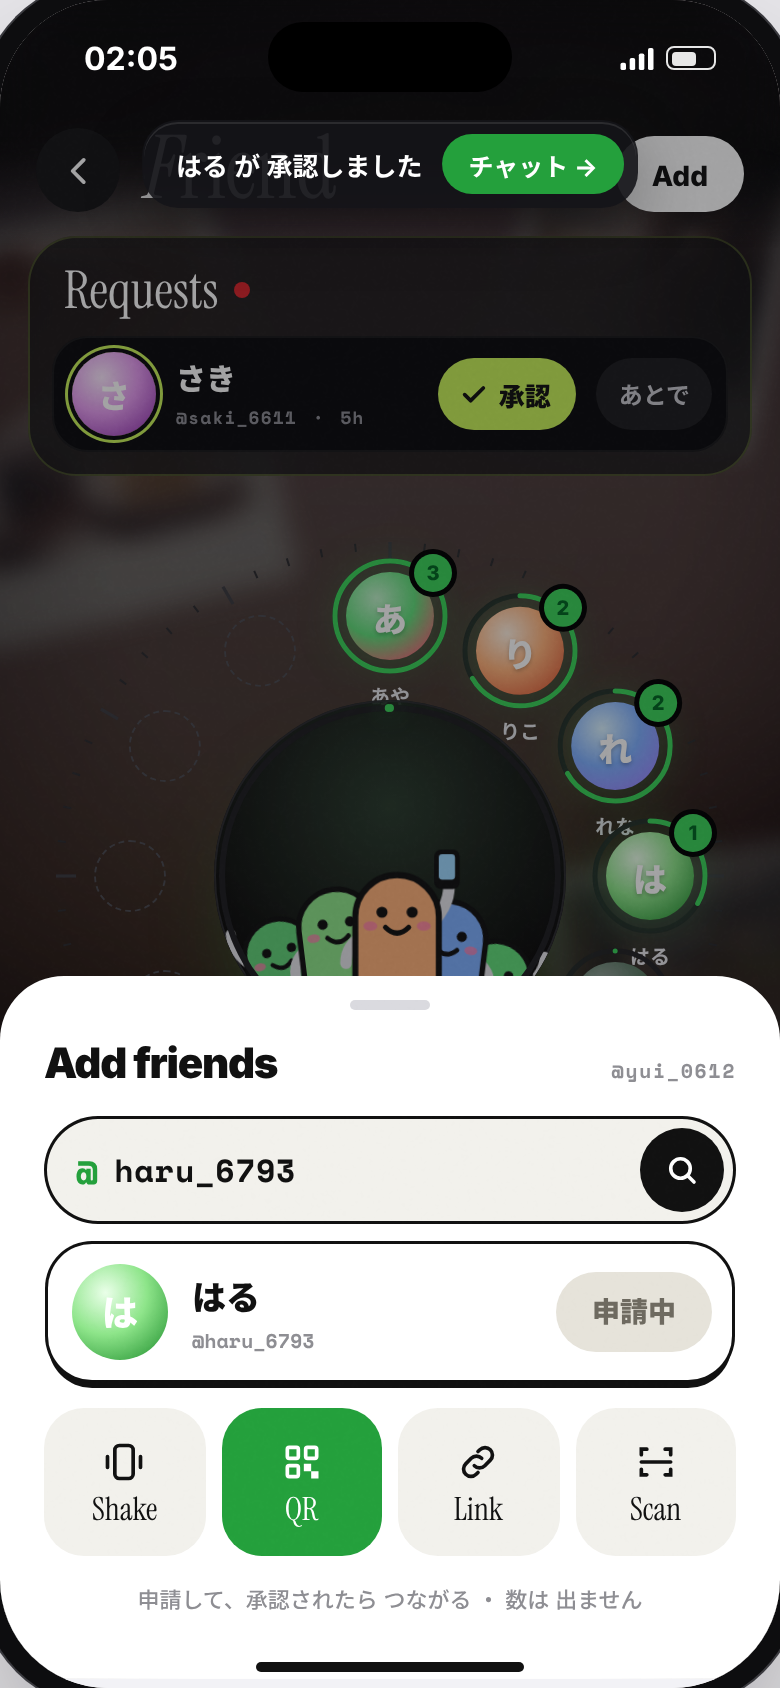 02:05
Friend
はる が 承認しました
チャット →
Add
Requests
さ
さき
@saki_6611 · 5h
承認
あとで
あ
3
あや
り
2
りこ
れ
2
れな
は
1
はる
Add friends
@yui_0612
@ haru_6793
は
はる
@haru_6793
申請中
Shake
QR
Link
Scan
申請して、承認されたら つながる ・ 数は 出ません